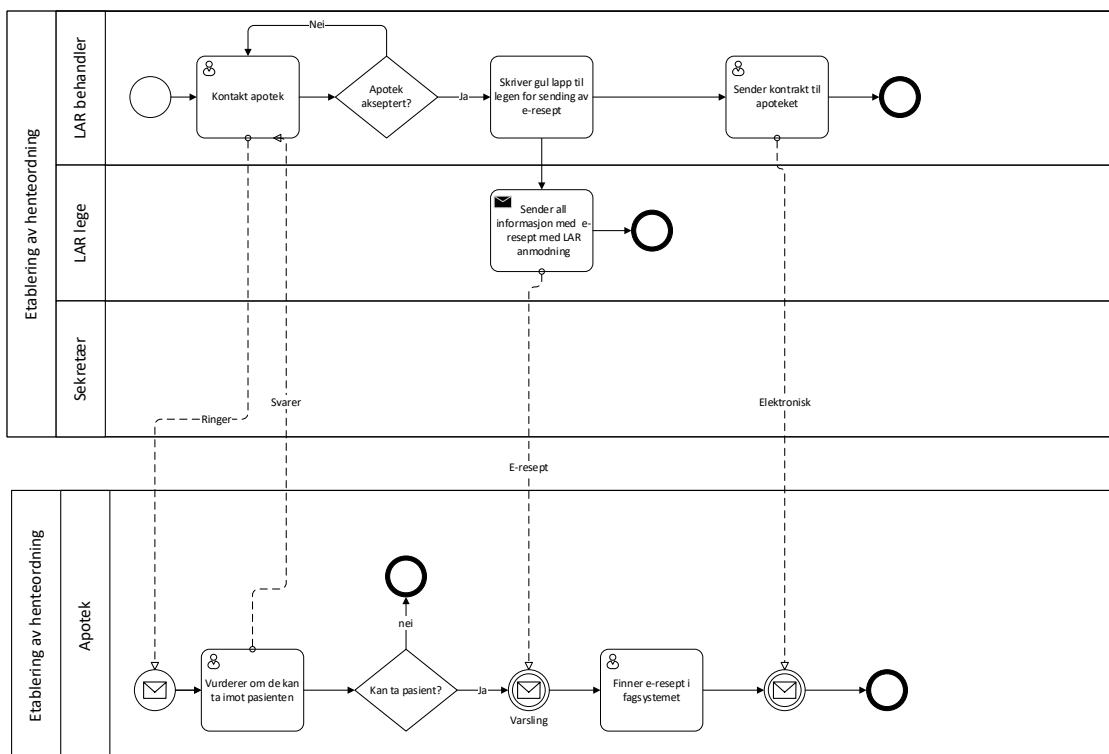 Etablering av henteordning
LAR behandler
Nei
Kontakt apotek
Apotek
akseptert?
Ja
Skriver gul lapp til
legen for sending av
e-resept
Sender kontrakt til
apoteket
LAR lege
Sender all
informasjon med e-
resept med LAR
anmodning
Sekretær
Ringer
Svarer
E-resept
Elektronisk
Etablering av henteordning
Apotek
nei
Vurderer om de kan
ta imot pasienten
Kan ta pasient?
Ja
Varsling
Finner e-resept i
fagsystemet